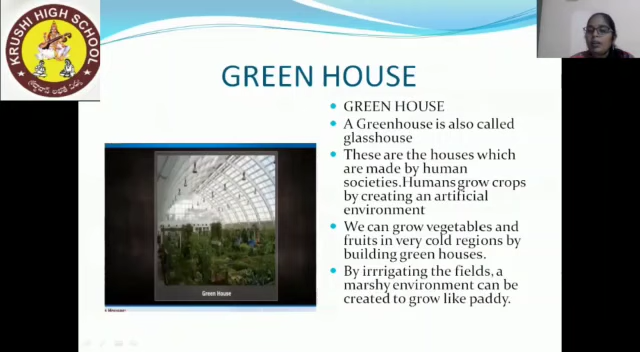 KRUSHI HIGH SCHOOL
GREEN HOUSE
GREEN HOUSE
A Greenhouse is also called
glasshouse
These are the houses which
are made by human
societies.Humans grow crops
by creating an artificial
environment
We can grow vegetables and
fruits in very cold regions by
building green houses.
By irrrigating the fields, a
marshy environment can be
created to grow like paddy.
Green House